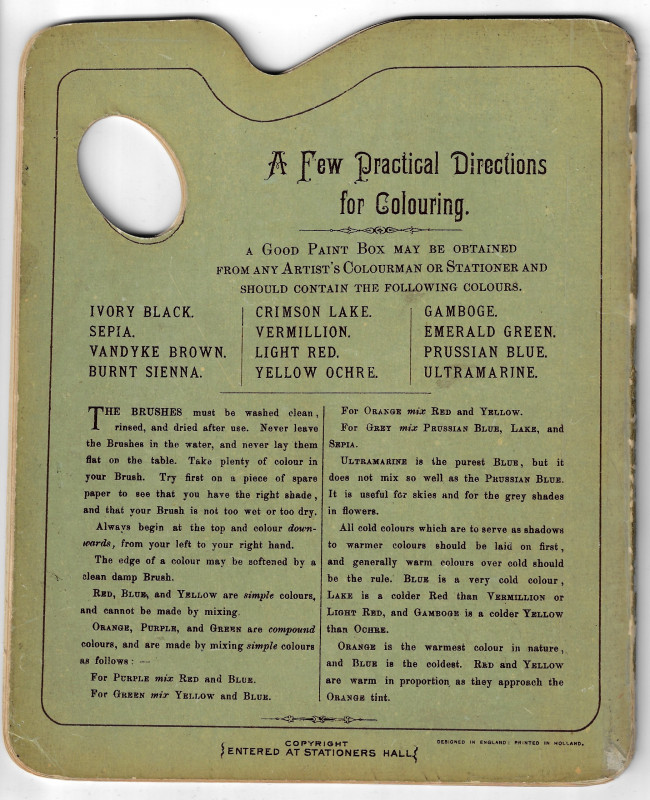 A Few Practical Directions
for Colouring.
A GOOD PAINT BOX MAY BE OBTAINED
FROM ANY ARTIST'S COLOURMAN OR STATIONER AND
SHOULD CONTAIN THE FOLLOWING COLOURS.
IVORY BLACK.
SEPIA.
VANDYKE BROWN.
BURNT SIENNA.
CRIMSON LAKE.
VERMILLION.
LIGHT RED.
YELLOW OCHRE.
GAMBOGE.
EMERALD GREEN.
PRUSSIAN BLUE.
ULTRAMARINE.
THE BRUSHES must be washed clean,
rinsed, and dried after use. Never leave
the Brushes in the water, and never lay them
flat on the table. Take plenty of colour in
your Brush. Try first on a piece of spare
paper to see that you have the right shade,
and that your Brush is not too wet or too dry.
Always begin at the top and colour down-
wards, from your left to your right hand.
The edge of a colour may be softened by a
clean damp Brush.
RED, BLUE, and YELLOW are simple colours,
and cannot be made by mixing.
ORANGE, PURPLE, and GREEN are compound
colours, and are made by mixing simple colours
as follows: —
For PURPLE mix RED and BLUE.
For GREEN mix YELLOW and BLUE.
For ORANGE mix RED and YELLOW.
For GREY mix PRUSSIAN BLUE, LAKE, and
SEPIA.
ULTRAMARINE is the purest BLUE, but it
does not mix so well as the PRUSSIAN BLUE.
It is useful for skies and for the grey shades
in flowers.
All cold colours which are to serve as shadows
to warmer colours should be laid on first,
and generally warm colours over cold should
be the rule. BLUE is a very cold colour,
LAKE is a colder Red than VERMILLION or
LIGHT RED, and GAMBOGE is a colder YELLOW
than OCHRE.
ORANGE is the warmest colour in nature,
and BLUE is the coldest. RED and YELLOW
are warm in proportion as they approach the
ORANGE tint.
COPYRIGHT
ENTERED AT STATIONERS HALL
DESIGNED IN ENGLAND: PRINTED IN HOLLAND.